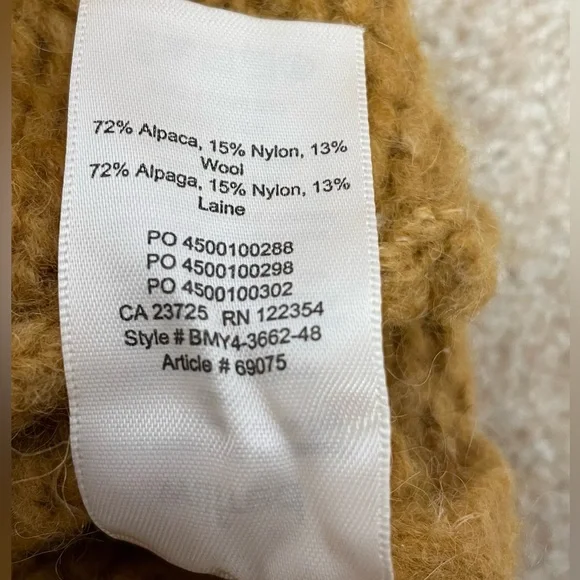 72% Alpaca, 15% Nylon, 13%
Wool
72% Alpaga, 15% Nylon, 13%
Laine
PO 4500100288
PO 4500100298
PO 4500100302
CA 23725 RN 122354
Style # BMY4-3662-48
Article # 69075